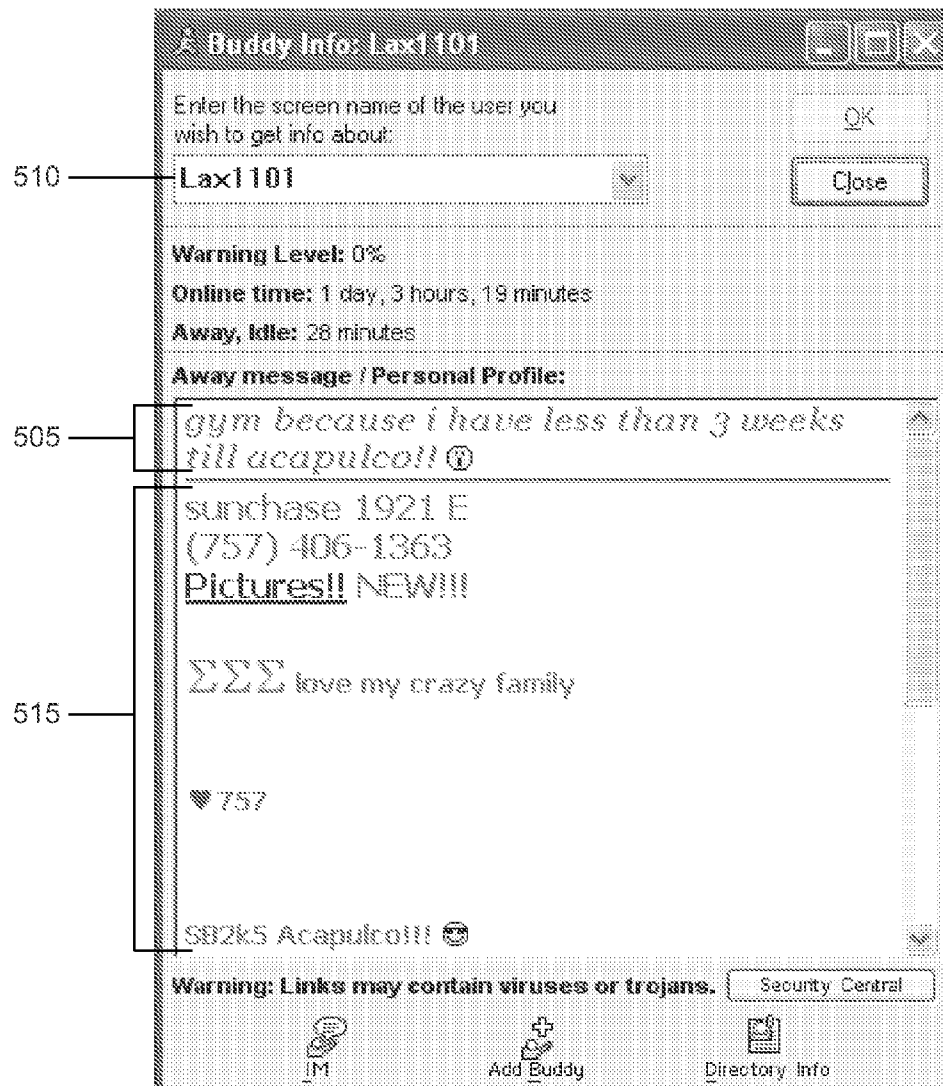 Buddy Info: Lax1101
Enter the screen name of the user you
wish to get info about:
OK
510
Lax1101
Close
Warning Level: 0%
Online time: 1 day, 3 hours, 19 minutes
Away, Idle: 28 minutes
Away message / Personal Profile:
505
gym because i have less than 3 weeks
till acapulco!!
sunchase 1921 E
(757) 406-1363
Pictures!! NEW!!!
ΣΣΣ love my crazy family
515
♥ 757
SB2k5 Acapulco!!! 😎
Warning: Links may contain viruses or trojans.
Security Central
IM
Add Buddy
Directory Info